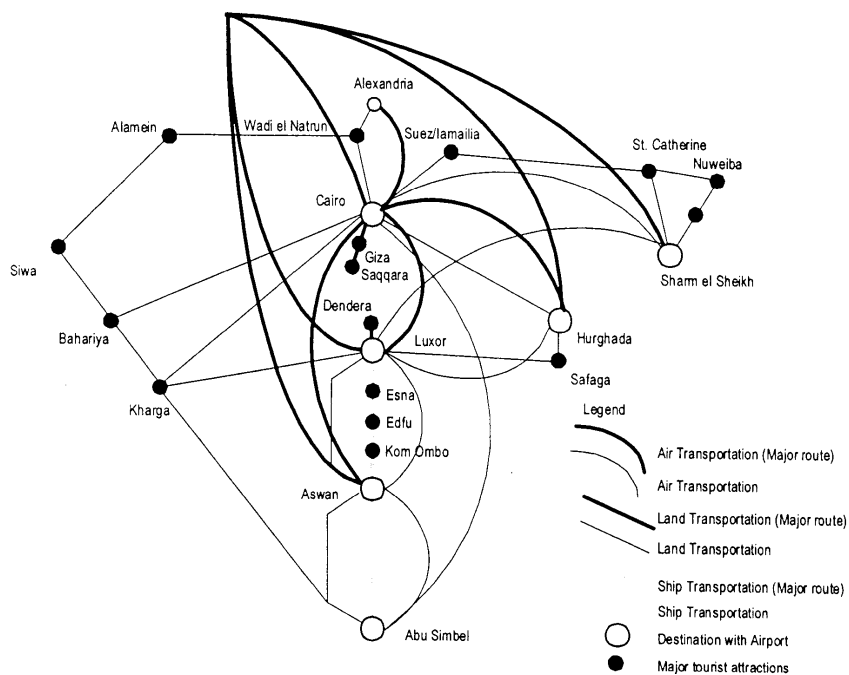 Alexandria
Alamein
Wadi el Natrun
Suez/Iamailia
St. Catherine
Nuweiba
Cairo
Giza
Siwa
Saqqara
Sharm el Sheikh
Dendera
Bahariya
Luxor
Hurghada
Safaga
Kharga
Esna
Legend
Edfu
Kom Ombo
Air Transportation (Major route)
Air Transportation
Aswan
Land Transportation (Major route)
Land Transportation
Ship Transportation (Major route)
Ship Transportation
Abu Simbel
Destination with Airport
Major tourist attractions